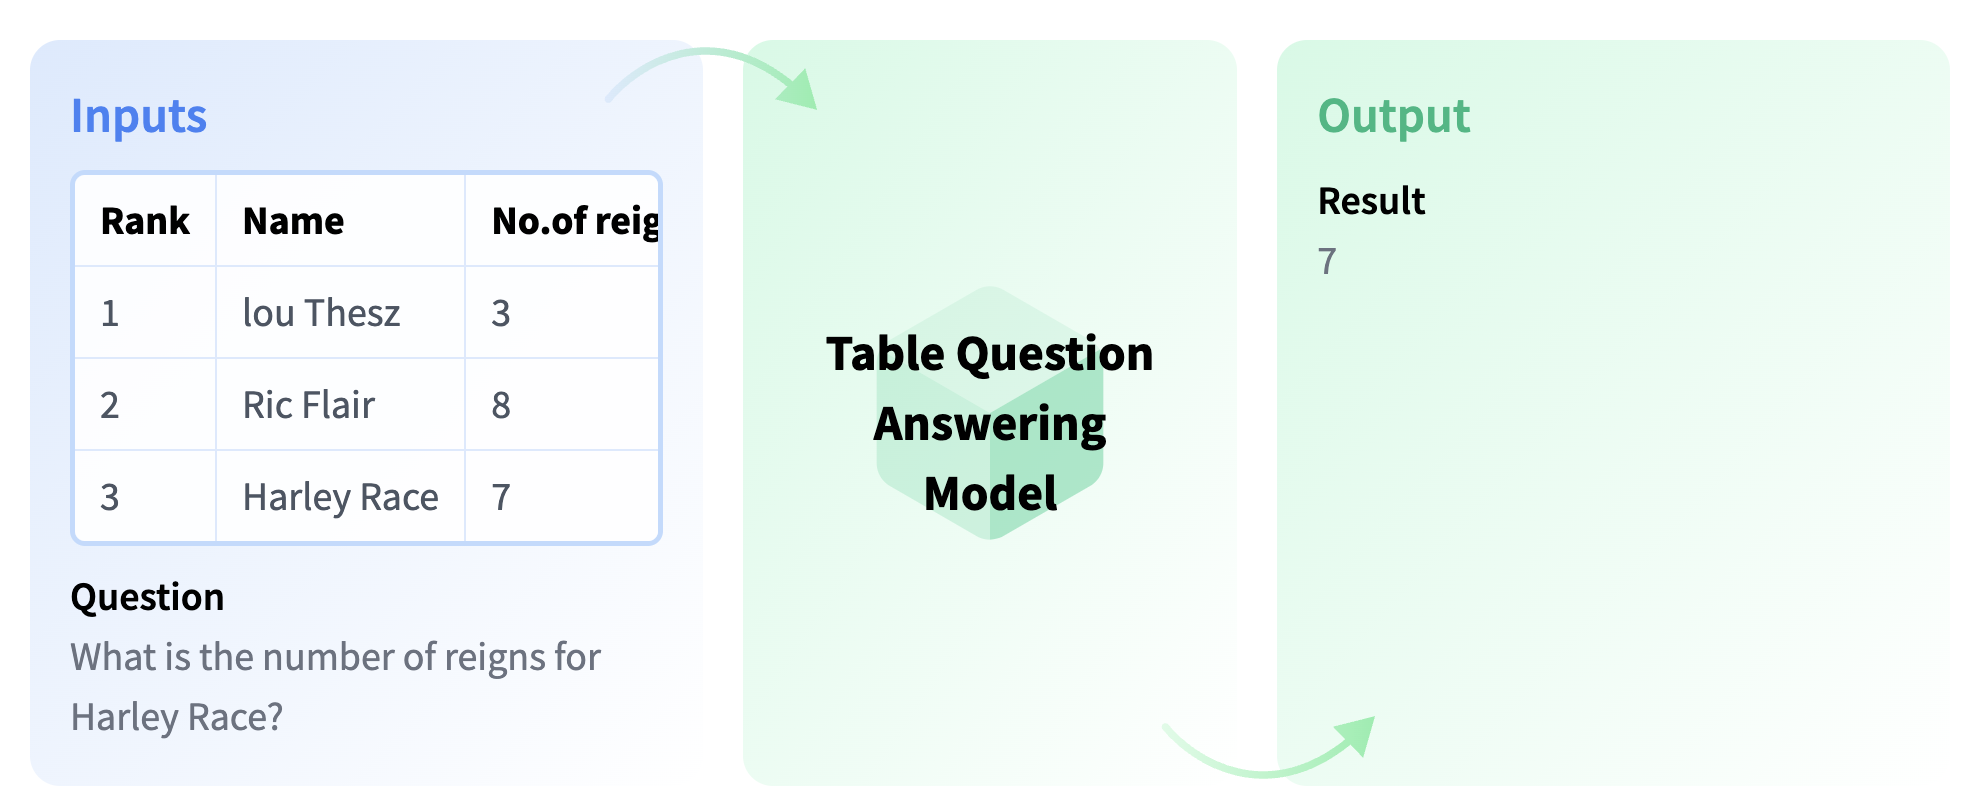 Inputs
Rank Name No.of reig
1 lou Thesz 3
2 Ric Flair 8
3 Harley Race 7
Question
What is the number of reigns for
Harley Race?
Table Question
Answering
Model
Output
Result
7